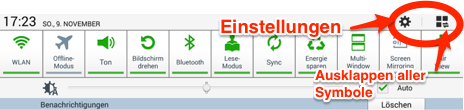 Einstellungen
17:23 SO., 9. NOVEMBER
WLAN
Offline-
Modus
Ton
Bildschirm
drehen
Bluetooth
Lese-
Modus
Sync
Energie
sparen
Multi-
Window
Screen
Mirroring
Ausklappen aller
Symbole
Auto
Benachrichtigungen
Löschen